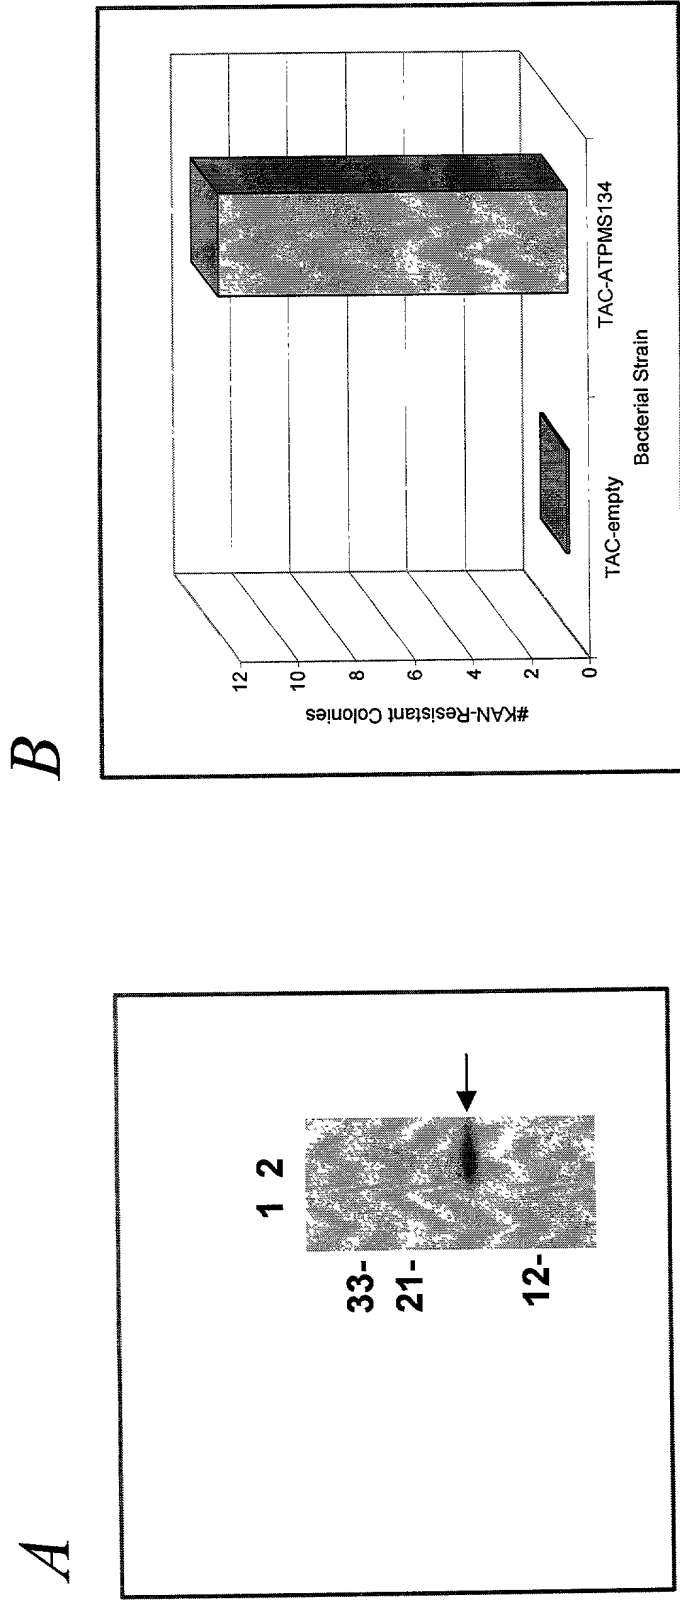 A
1 2
33-
21-
12-
B
#KAN-Resistant Colonies
12
10
8
6
4
2
0
TAC-empty
TAC-ATPMS134
Bacterial Strain